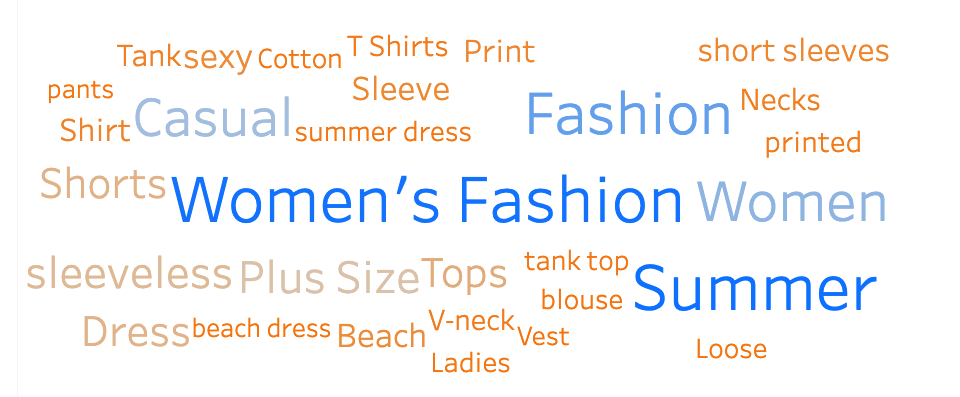 Tank sexy Cotton T Shirts Print short sleeves
pants Sleeve
Casual Fashion Necks
Shirt summer dress printed
Shorts Women’s Fashion Women
sleeveless Plus Size Tops tank top
blouse Summer
Dress beach dress Beach V-neck Vest
Ladies Loose